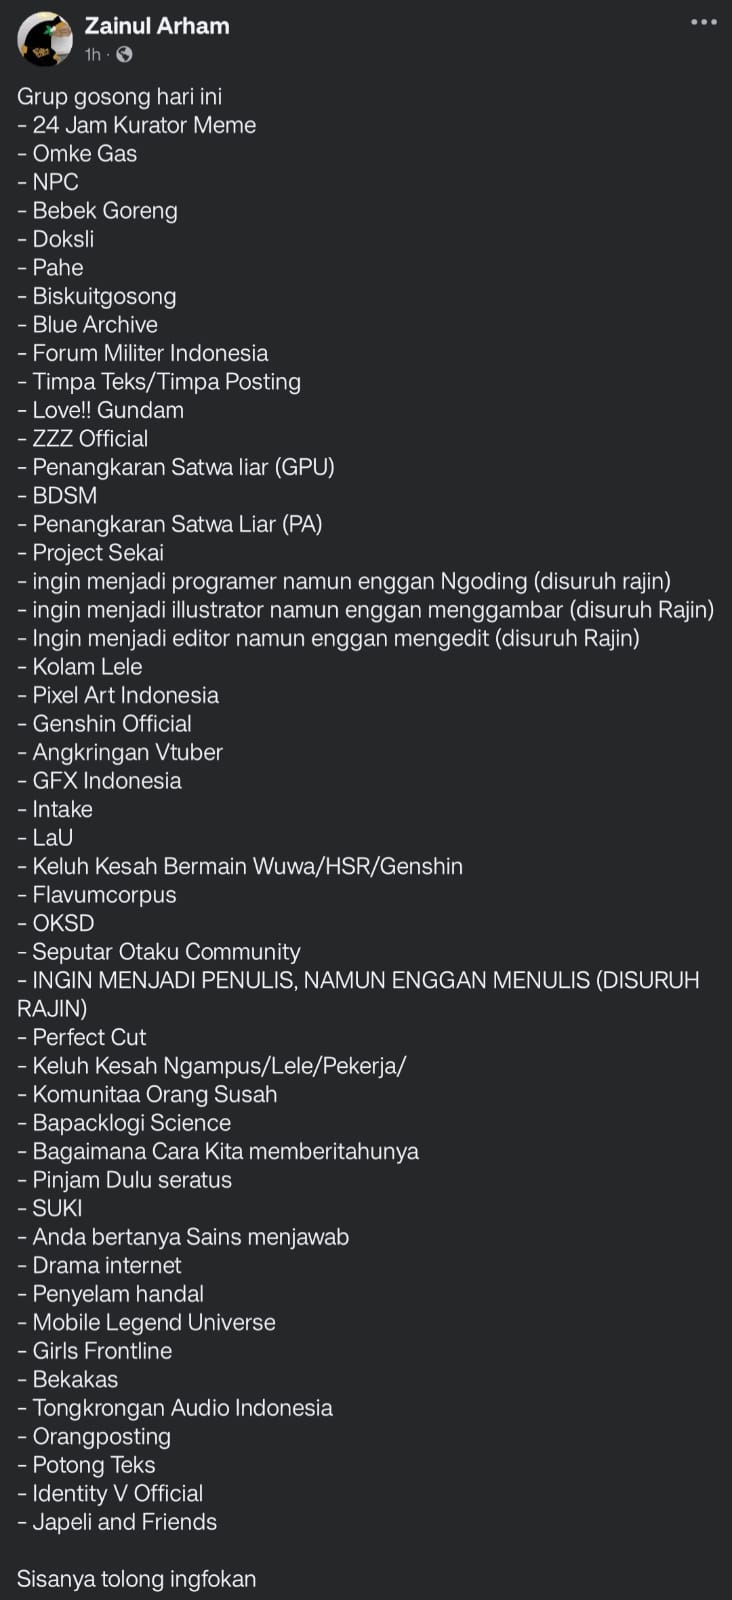 Zainul Arham
1h ·
Grup gosong hari ini
- 24 Jam Kurator Meme
- Omke Gas
- NPC
- Bebek Goreng
- Doksli
- Pahe
- Biskuitgosong
- Blue Archive
- Forum Militer Indonesia
- Timpa Teks/Timpa Posting
- Love!! Gundam
- ZZZ Official
- Penangkaran Satwa liar (GPU)
- BDSM
- Penangkaran Satwa Liar (PA)
- Project Sekai
- ingin menjadi programer namun enggan Ngoding (disuruh rajin)
- ingin menjadi illustrator namun enggan menggambar (disuruh Rajin)
- Ingin menjadi editor namun enggan mengedit (disuruh Rajin)
- Kolam Lele
- Pixel Art Indonesia
- Genshin Official
- Angkringan Vtuber
- GFX Indonesia
- Intake
- LaU
- Keluh Kesah Bermain Wuwa/HSR/Genshin
- Flavumcorpus
- OKSD
- Seputar Otaku Community
- INGIN MENJADI PENULIS, NAMUN ENGGAN MENULIS (DISURUH
RAJIN)
- Perfect Cut
- Keluh Kesah Ngampus/Lele/Pekerja/
- Komunitaa Orang Susah
- Bapacklogi Science
- Bagaimana Cara Kita memberitahunya
- Pinjam Dulu seratus
- SUKI
- Anda bertanya Sains menjawab
- Drama internet
- Penyelam handal
- Mobile Legend Universe
- Girls Frontline
- Bekakas
- Tongkrongan Audio Indonesia
- Orangposting
- Potong Teks
- Identity V Official
- Japeli and Friends
Sisanya tolong ingfokan